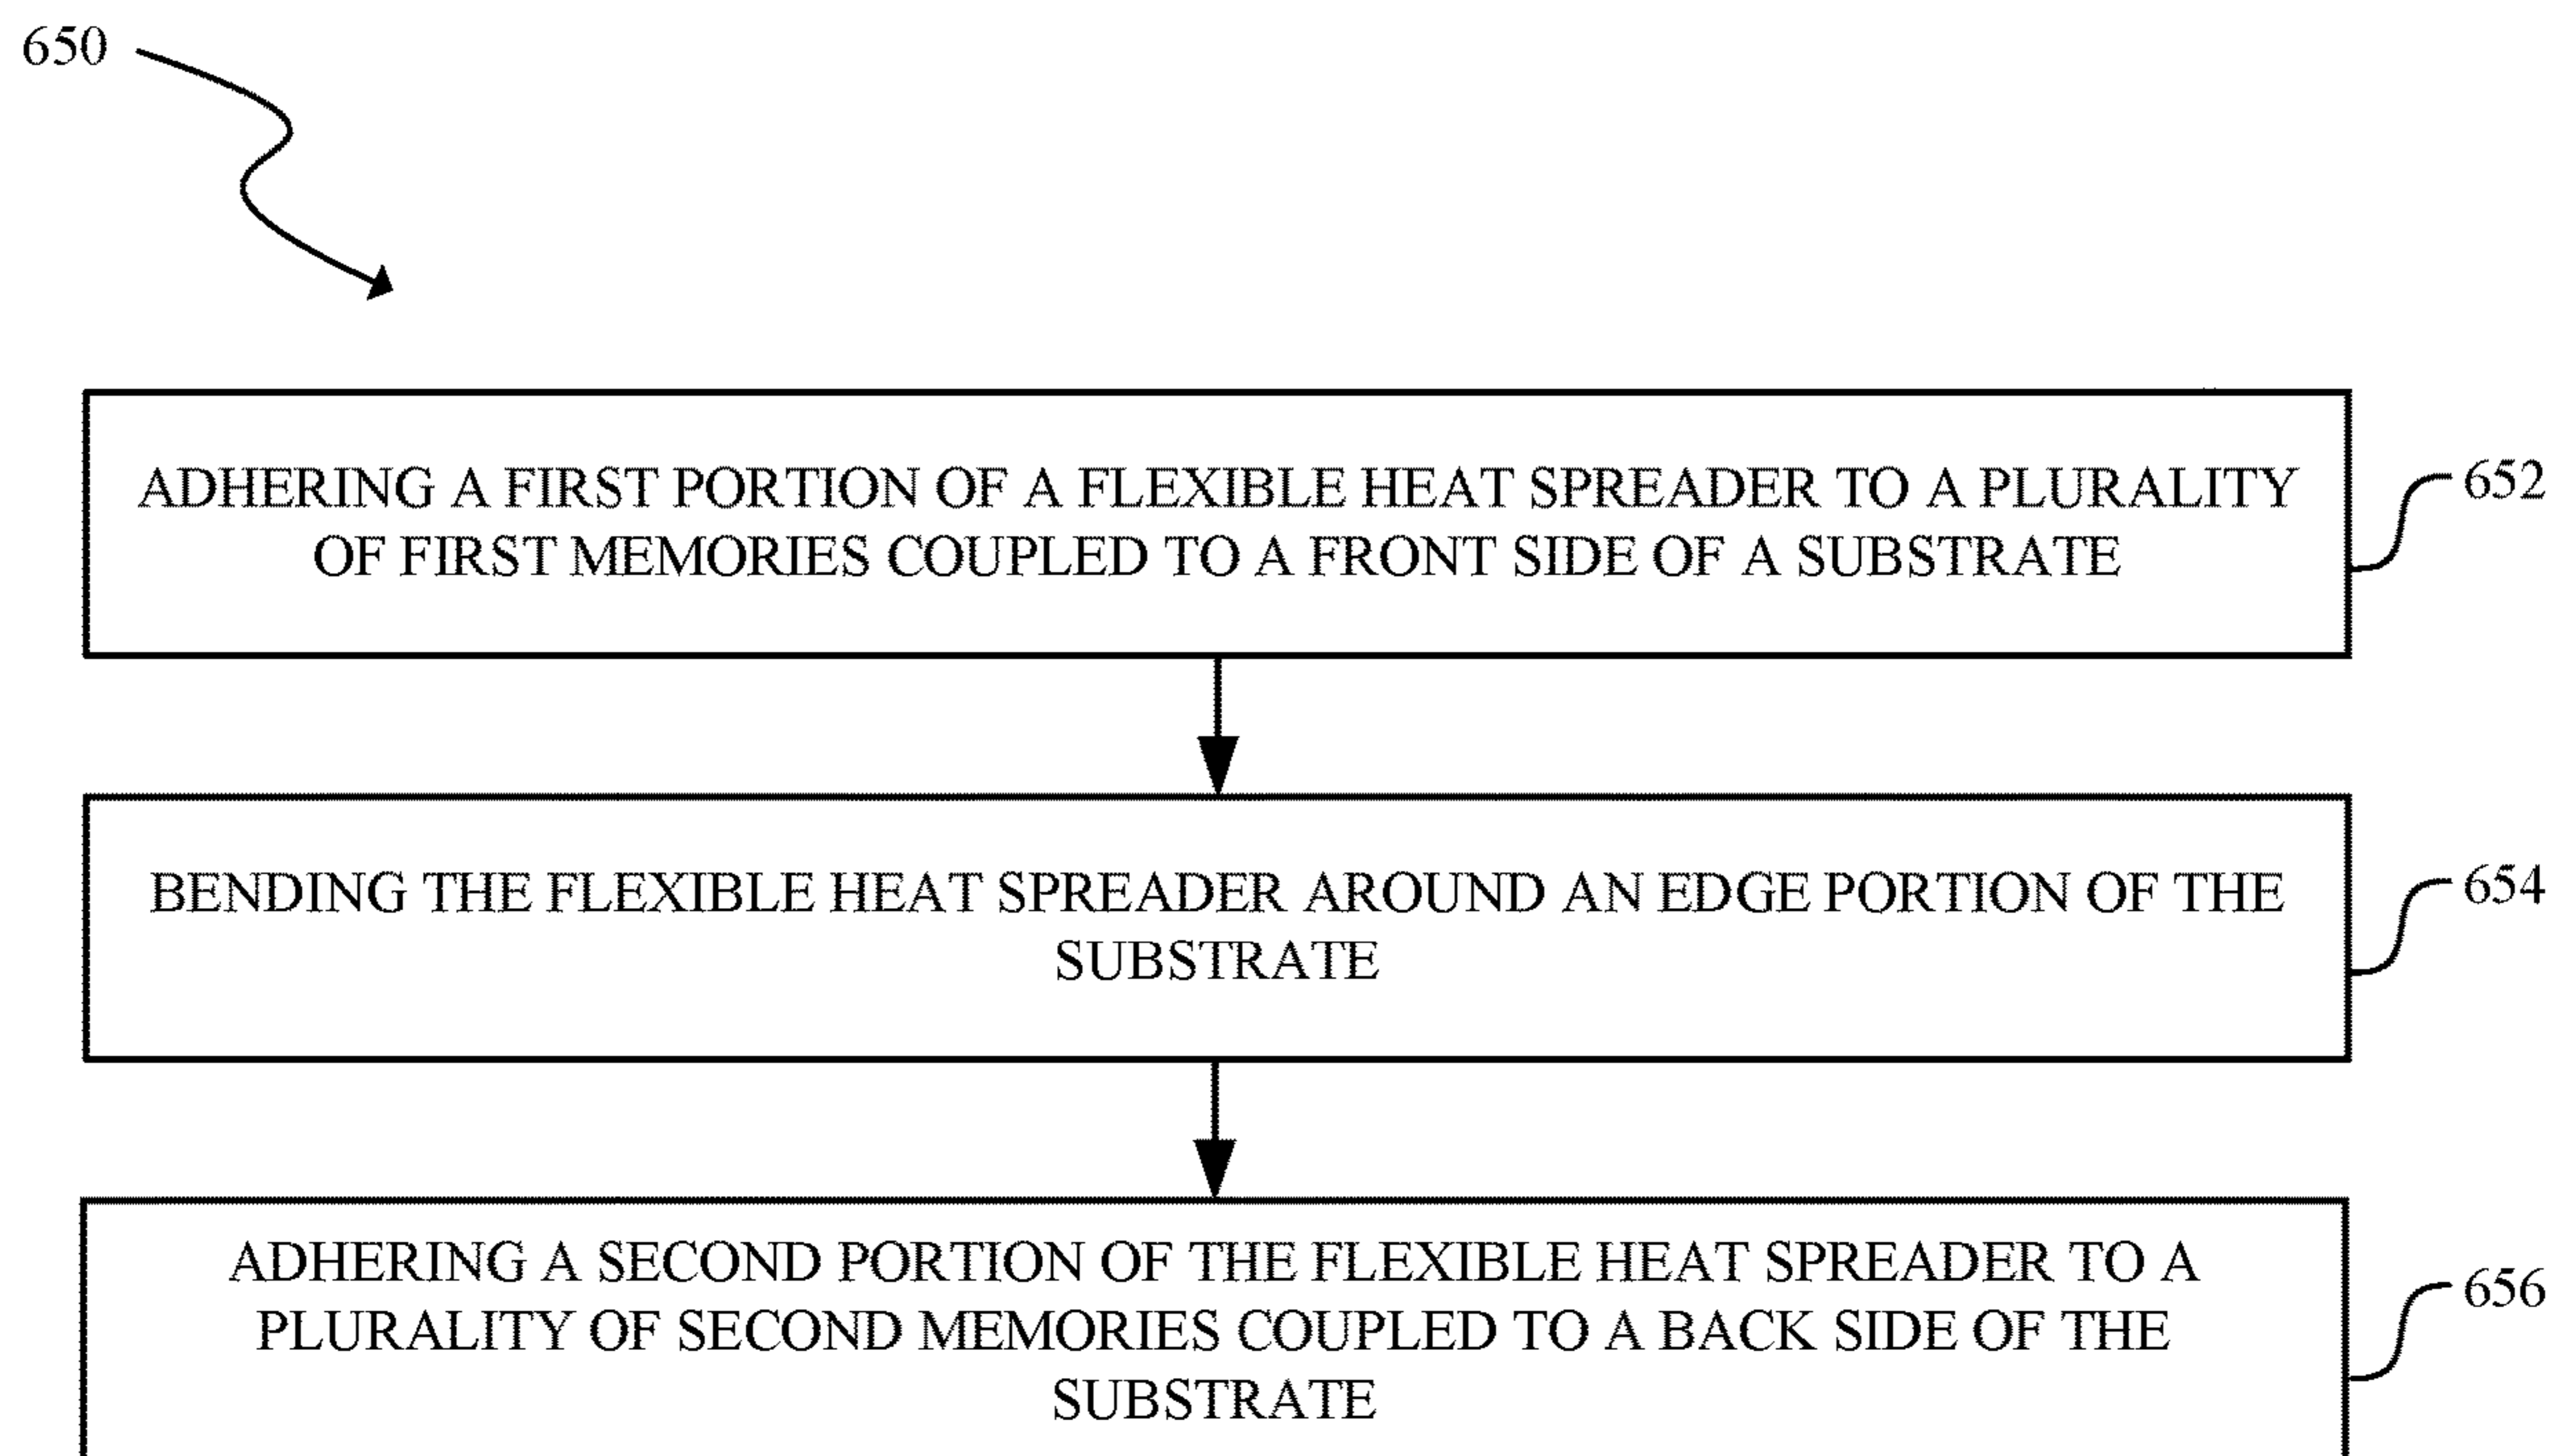 650
ADHERING A FIRST PORTION OF A FLEXIBLE HEAT SPREADER TO A PLURALITY
OF FIRST MEMORIES COUPLED TO A FRONT SIDE OF A SUBSTRATE
652
BENDING THE FLEXIBLE HEAT SPREADER AROUND AN EDGE PORTION OF THE
SUBSTRATE
654
ADHERING A SECOND PORTION OF THE FLEXIBLE HEAT SPREADER TO A
PLURALITY OF SECOND MEMORIES COUPLED TO A BACK SIDE OF THE
SUBSTRATE
656